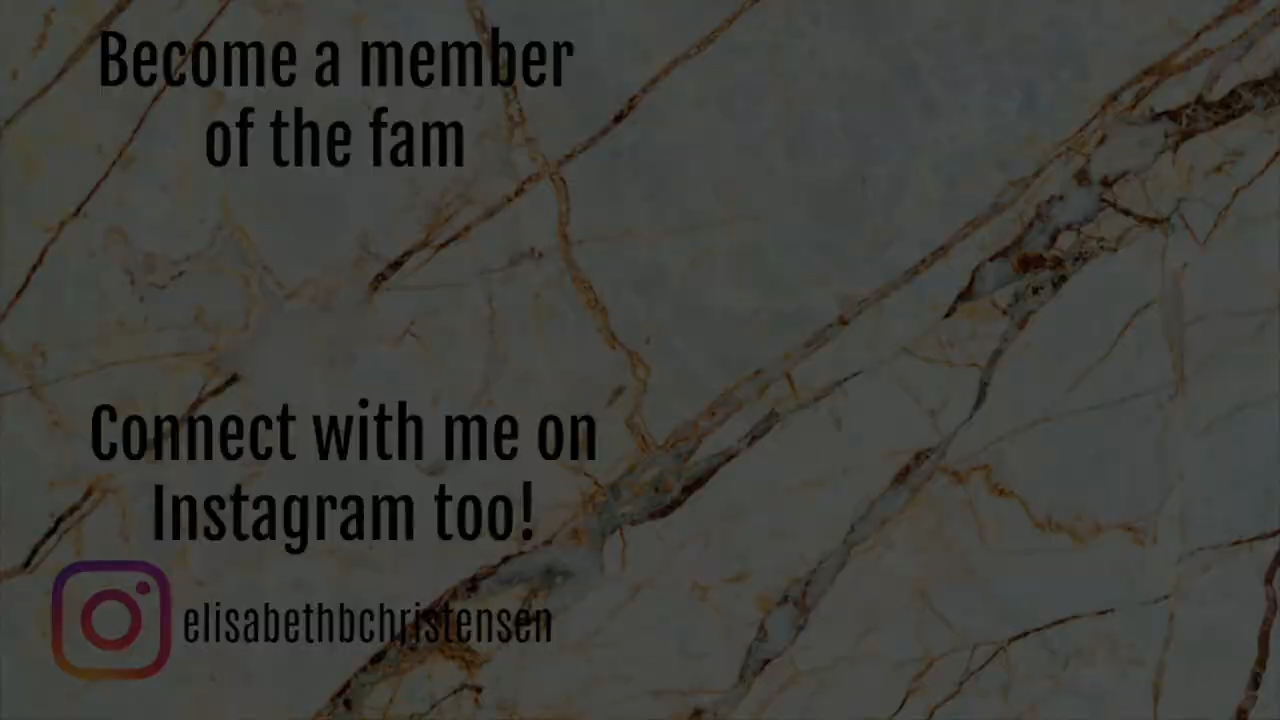 Become a member
of the fam
Connect with me on
Instagram too!
elisabethbchristensen